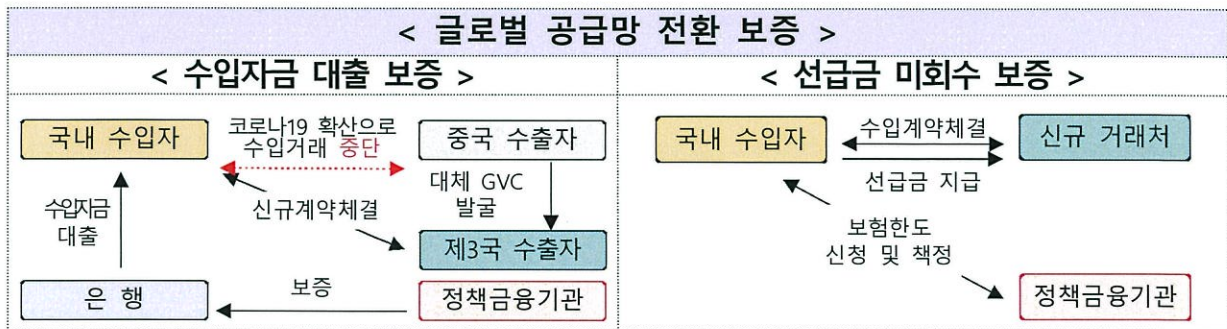 < 글로벌 공급망 전환 보증 >
< 수입자금 대출 보증 >
국내 수입자
코로나19 확산으로
수입거래 중단
중국 수출자
수입자금
대출
신규계약체결
대체 GVC
발굴
제3국 수출자
은 행
보증
정책금융기관
< 선급금 미회수 보증 >
국내 수입자
수입계약체결
신규 거래처
선급금 지급
보험한도
신청 및 책정
정책금융기관